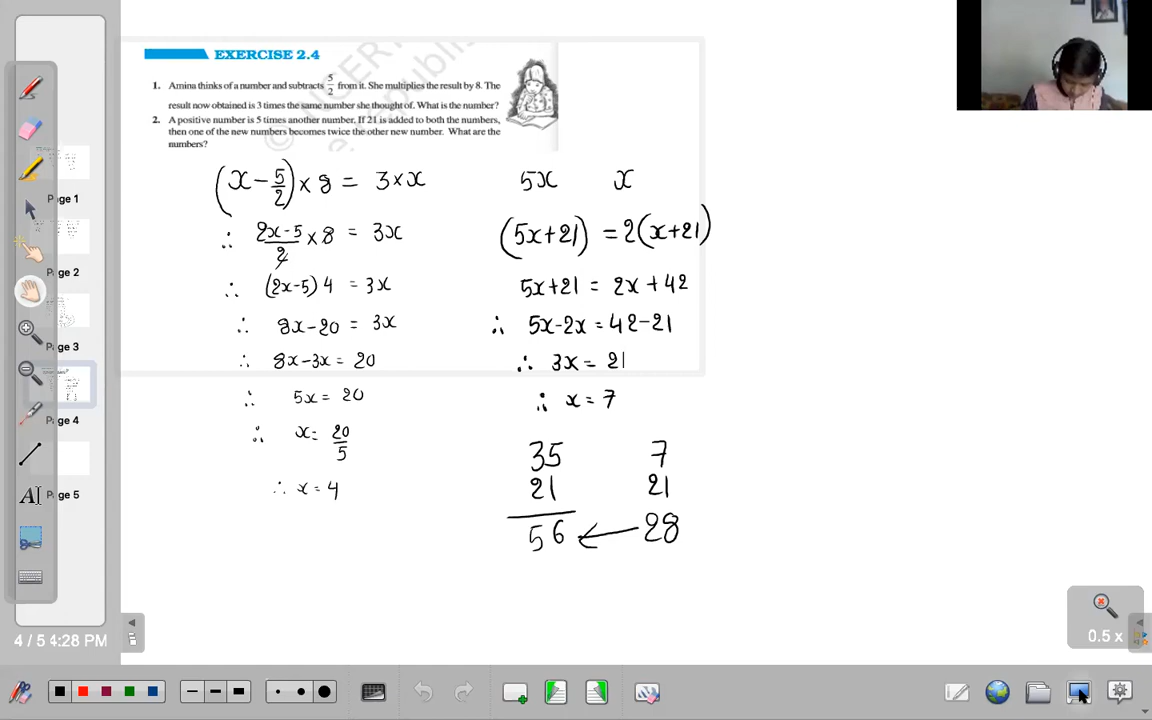 EXERCISE 2.4
1. Amina thinks of a number and subtracts 5/2 from it. She multiplies the result by 8. The
result now obtained is 3 times the same number she thought of. What is the number?
2. A positive number is 5 times another number. If 21 is added to both the numbers,
then one of the new numbers becomes twice the other new number. What are the
numbers?
(x - 5/2) × 8 = 3 × x
∴ 2x-5/2 × 8 = 3x
∴ (2x-5) 4 = 3x
∴ 8x-20 = 3x
∴ 8x-3x = 20
∴ 5x = 20
∴ x = 20/5
∴ x = 4
5x x
(5x+21) = 2(x+21)
5x+21 = 2x+42
∴ 5x-2x = 42-21
∴ 3x = 21
∴ x = 7
35 7
21 21
56 ← 28
Page 1
Page 2
Page 3
Page 4
Page 5
4 / 5 4:28 PM
0.5 x